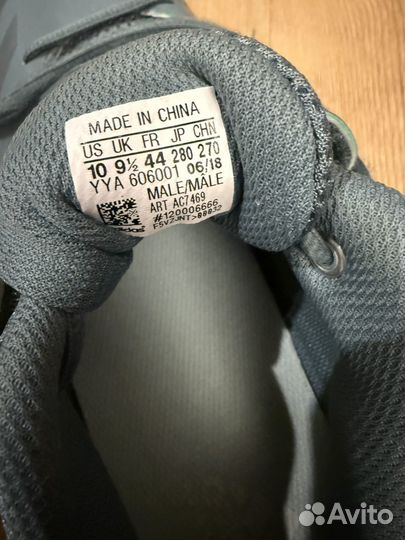 MADE IN CHINA
US UK FR JP CHN
10 9½ 44 280 270
YYA 606001 06/18
MALE/MÂLE
ART AC7469
#120006666
Avito